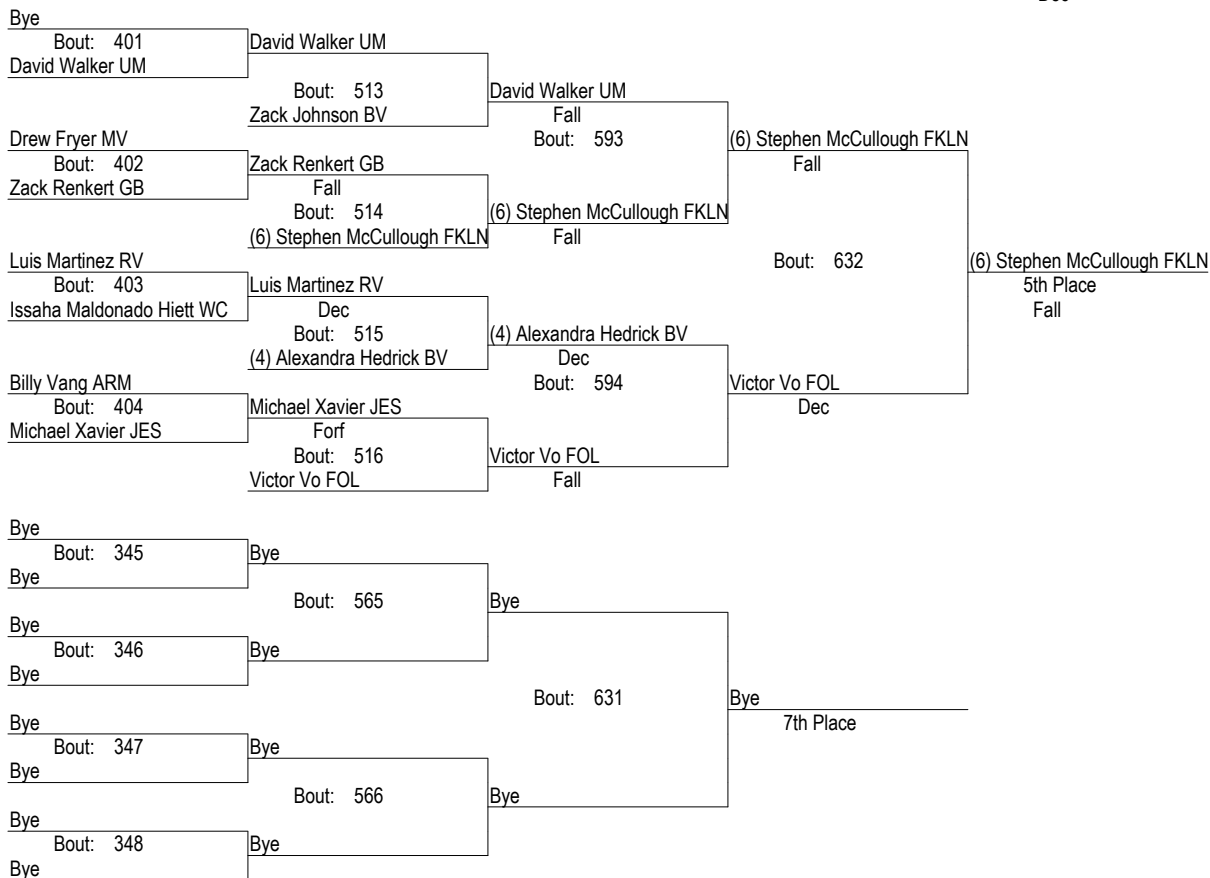 Bye
Bout: 401
David Walker UM
David Walker UM
Bout: 513
Zack Johnson BV
David Walker UM
Fall
Bout: 593
Drew Fryer MV
Bout: 402
Zack Renkert GB
Zack Renkert GB
Fall
Bout: 514
(6) Stephen McCullough FKLN
(6) Stephen McCullough FKLN
Fall
(6) Stephen McCullough FKLN
Fall
Bout: 632
(6) Stephen McCullough FKLN
5th Place
Fall
Luis Martinez RV
Bout: 403
Issaha Maldonado Hiett WC
Luis Martinez RV
Dec
Bout: 515
(4) Alexandra Hedrick BV
(4) Alexandra Hedrick BV
Dec
Bout: 594
Billy Vang ARM
Bout: 404
Michael Xavier JES
Michael Xavier JES
Forf
Bout: 516
Victor Vo FOL
Victor Vo FOL
Fall
Victor Vo FOL
Dec
Bye
Bout: 345
Bye
Bye
Bout: 565
Bye
Bye
Bout: 346
Bye
Bye
Bout: 631
Bye
7th Place
Bye
Bout: 347
Bye
Bye
Bout: 566
Bye
Bye
Bout: 348
Bye
Bye